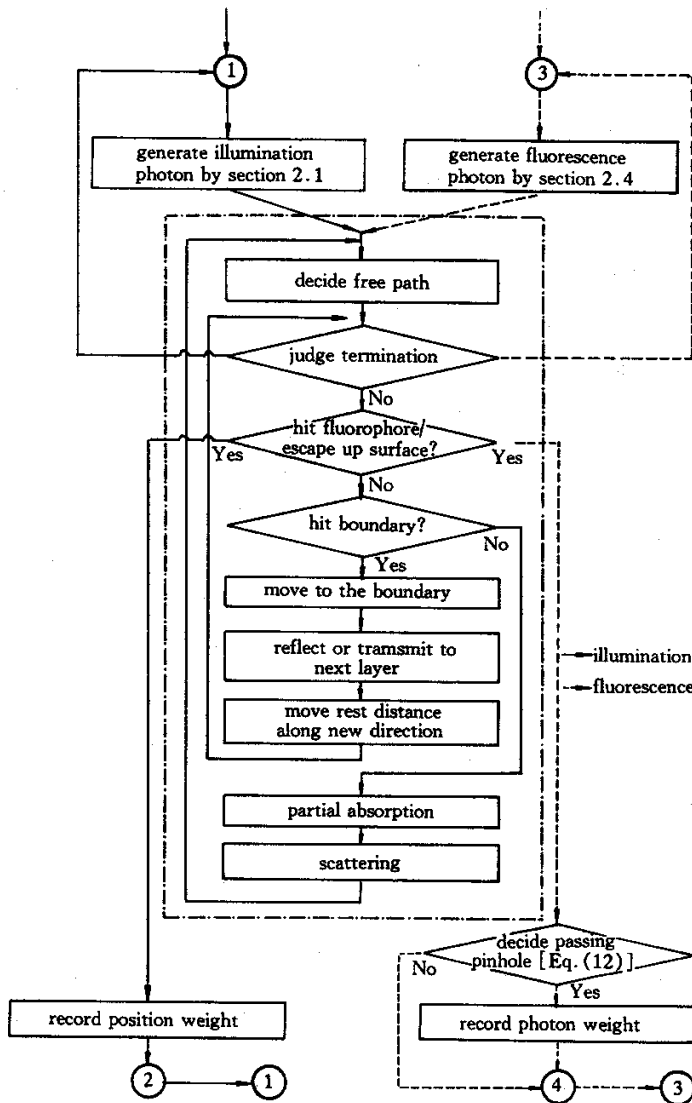 1
3
generate illumination
photon by section 2.1
generate fluorescence
photon by section 2.4
decide free path
judge termination
No
hit fluorophore/
escape up surface?
Yes
Yes
No
hit boundary?
No
Yes
move to the boundary
reflect or tramsmit to
next layer
illumination
fluorescence
move rest distance
along new direction
partial absorption
scattering
decide passing
pinhole [Eq. (12)]
No
Yes
record position weight
record photon weight
2
1
4
3